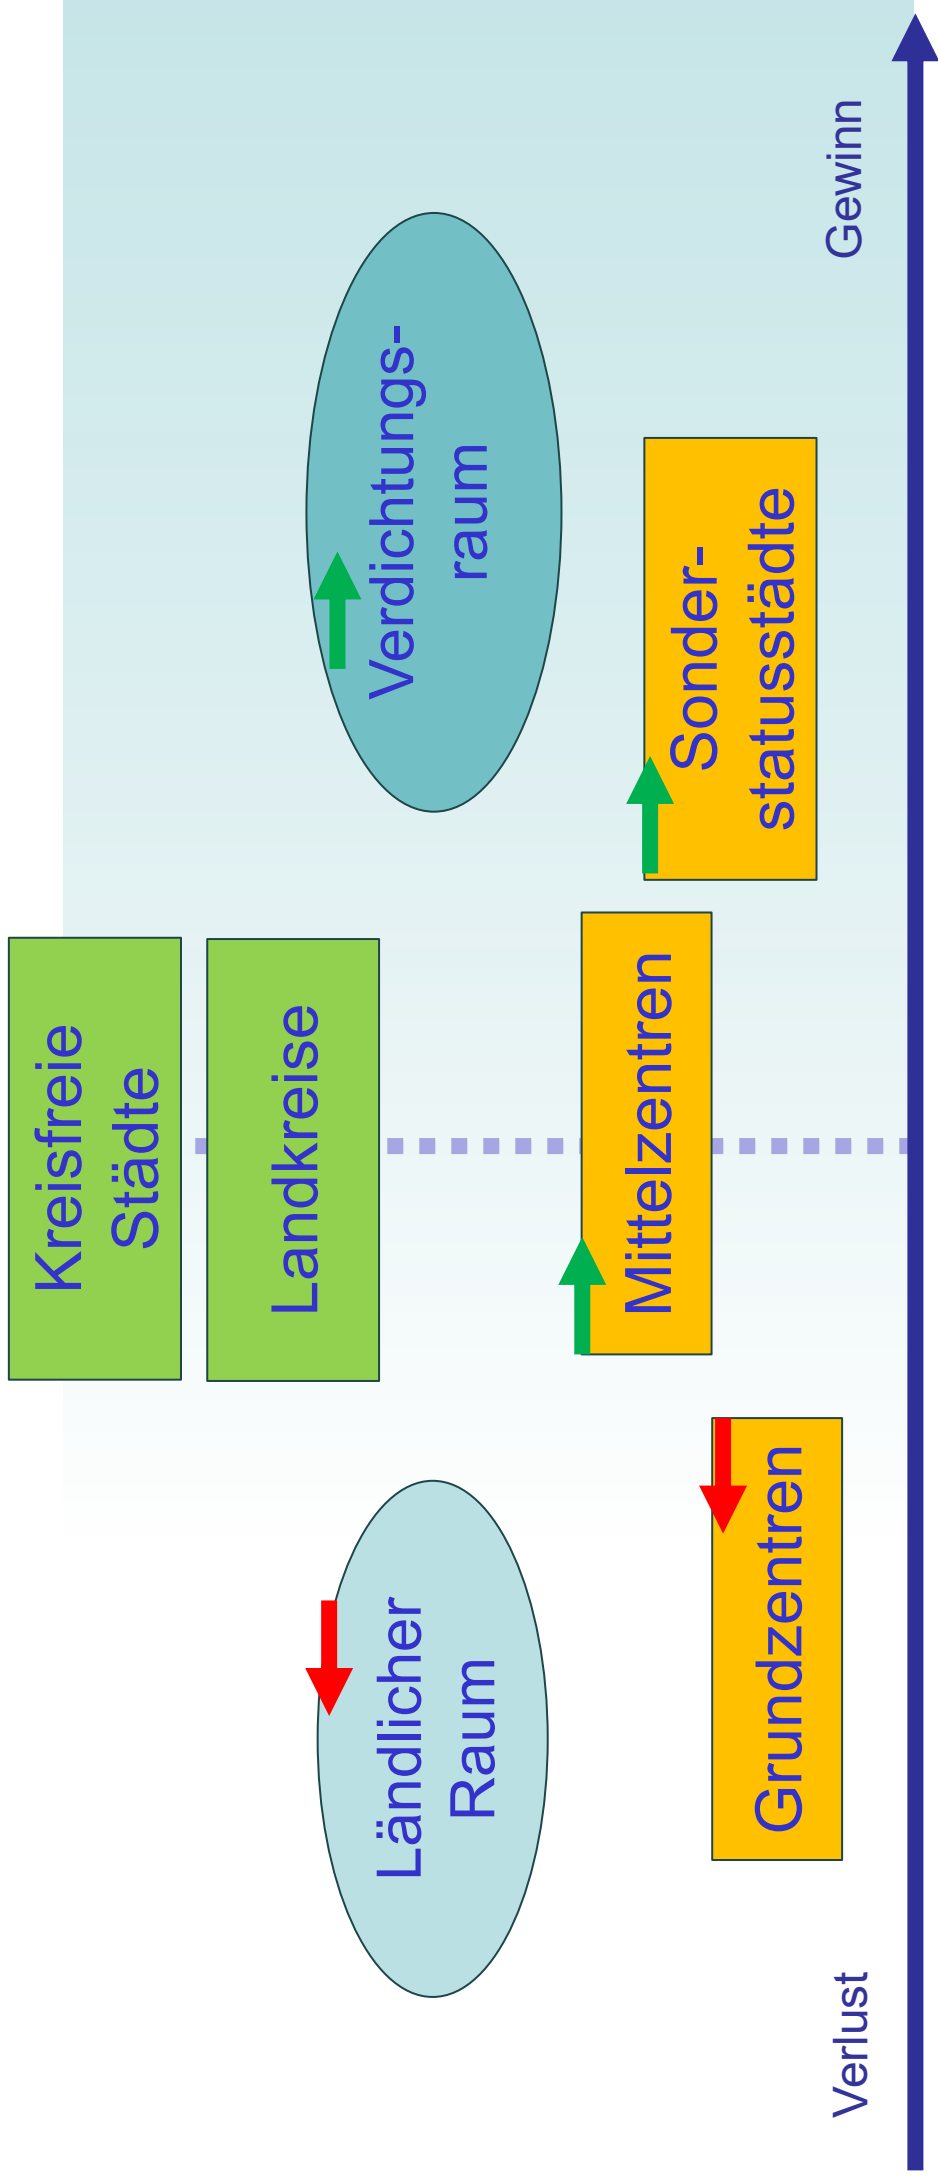 Kreisfreie
Städte
Landkreise
Ländlicher
Raum
Verdichtungs-
raum
Mittelzentren
Sonder-
statusstädte
Grundzentren
Verlust
Gewinn